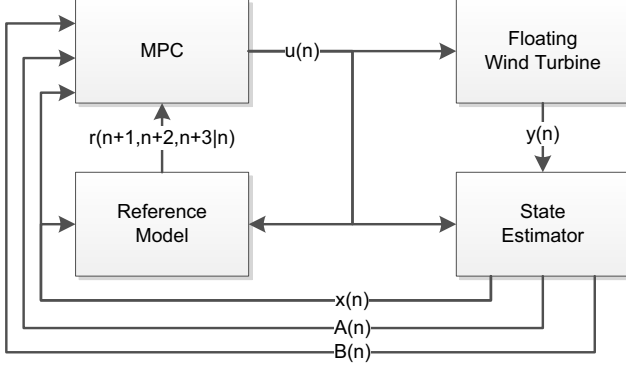 MPC
u(n)
Floating
Wind Turbine
r(n+1,n+2,n+3|n)
y(n)
Reference
Model
State
Estimator
x(n)
A(n)
B(n)